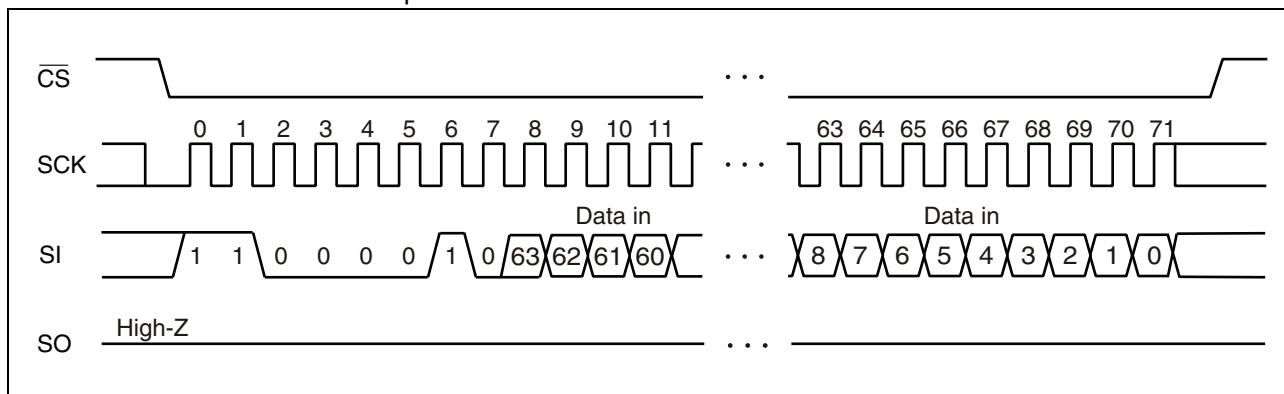 CS
0 1 2 3 4 5 6 7 8 9 10 11 63 64 65 66 67 68 69 70 71
SCK
. . .
Data in Data in
SI 1 1 0 0 0 0 1 0 63 62 61 60 . . . 8 7 6 5 4 3 2 1 0
High-Z
SO . . .